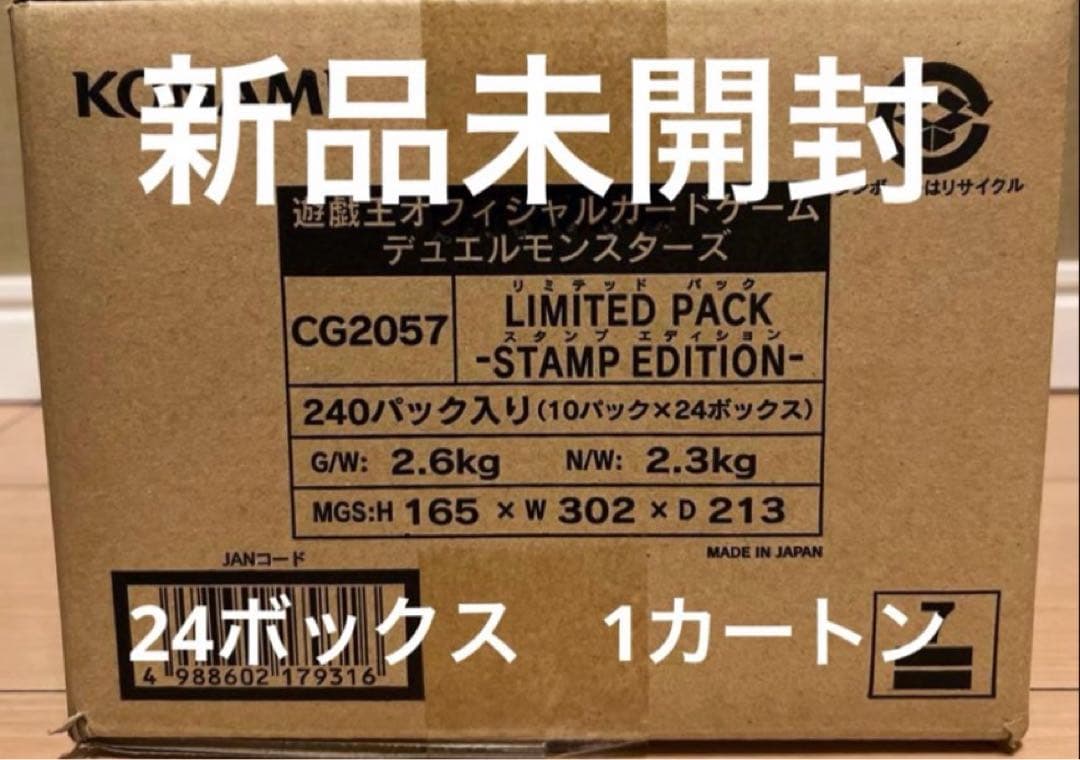 KONAMI
新品未開封
はリサイクル
遊戯王オフィシャルカードゲーム
デュエルモンスターズ
CG2057
リミテッド パック
LIMITED PACK
スタンプ エディション
-STAMP EDITION-
240パック入り(10パック×24ボックス)
G/W: 2.6kg N/W: 2.3kg
MGS:H 165 × W 302 × D 213
MADE IN JAPAN
JANコード
24ボックス 1カートン
4 988602 179316